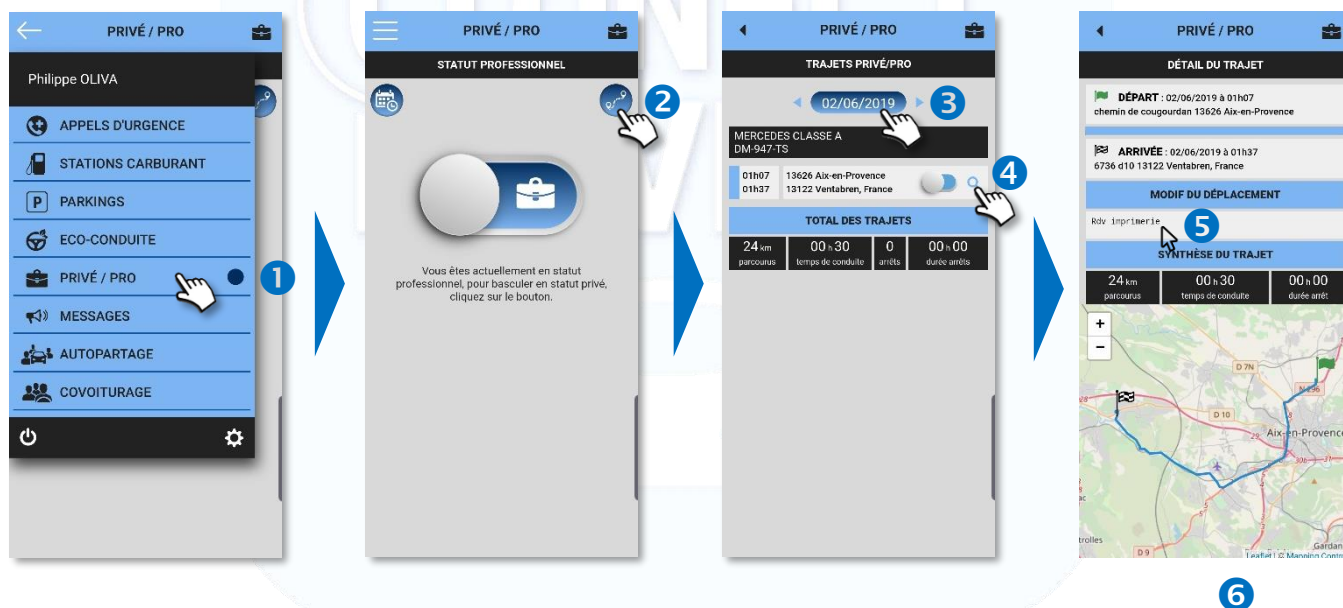 PRIVÉ / PRO
Philippe OLIVA
APPELS D'URGENCE
STATIONS CARBURANT
P PARKINGS
ECO-CONDUITE
PRIVÉ / PRO
MESSAGES
AUTOPARTAGE
COVOITURAGE
1
PRIVÉ / PRO
STATUT PROFESSIONNEL
2
Vous êtes actuellement en statut
professionnel, pour basculer en statut privé,
cliquez sur le bouton.
PRIVÉ / PRO
TRAJETS PRIVÉ/PRO
02/06/2019
3
MERCEDES CLASSE A
DM-947-TS
01h07 13626 Aix-en-Provence
01h37 13122 Ventabren, France
4
TOTAL DES TRAJETS
24 km 00 h 30 0 00 h 00
parcourus temps de conduite arrêts durée arrêts
PRIVÉ / PRO
DÉTAIL DU TRAJET
DÉPART : 02/06/2019 à 01h07
chemin de cougourdan 13626 Aix-en-Provence
ARRIVÉE : 02/06/2019 à 01h37
6736 d10 13122 Ventabren, France
MODIF DU DÉPLACEMENT
Rdv imprimerie
5
SYNTHÈSE DU TRAJET
24 km 00 h 30 00 h 00
parcourus temps de conduite durée arrêt
+
−
D 7N
N 296
D 10
Aix-en-Provence
D 9
Gardan
Leaflet | © Mapping Contr
6